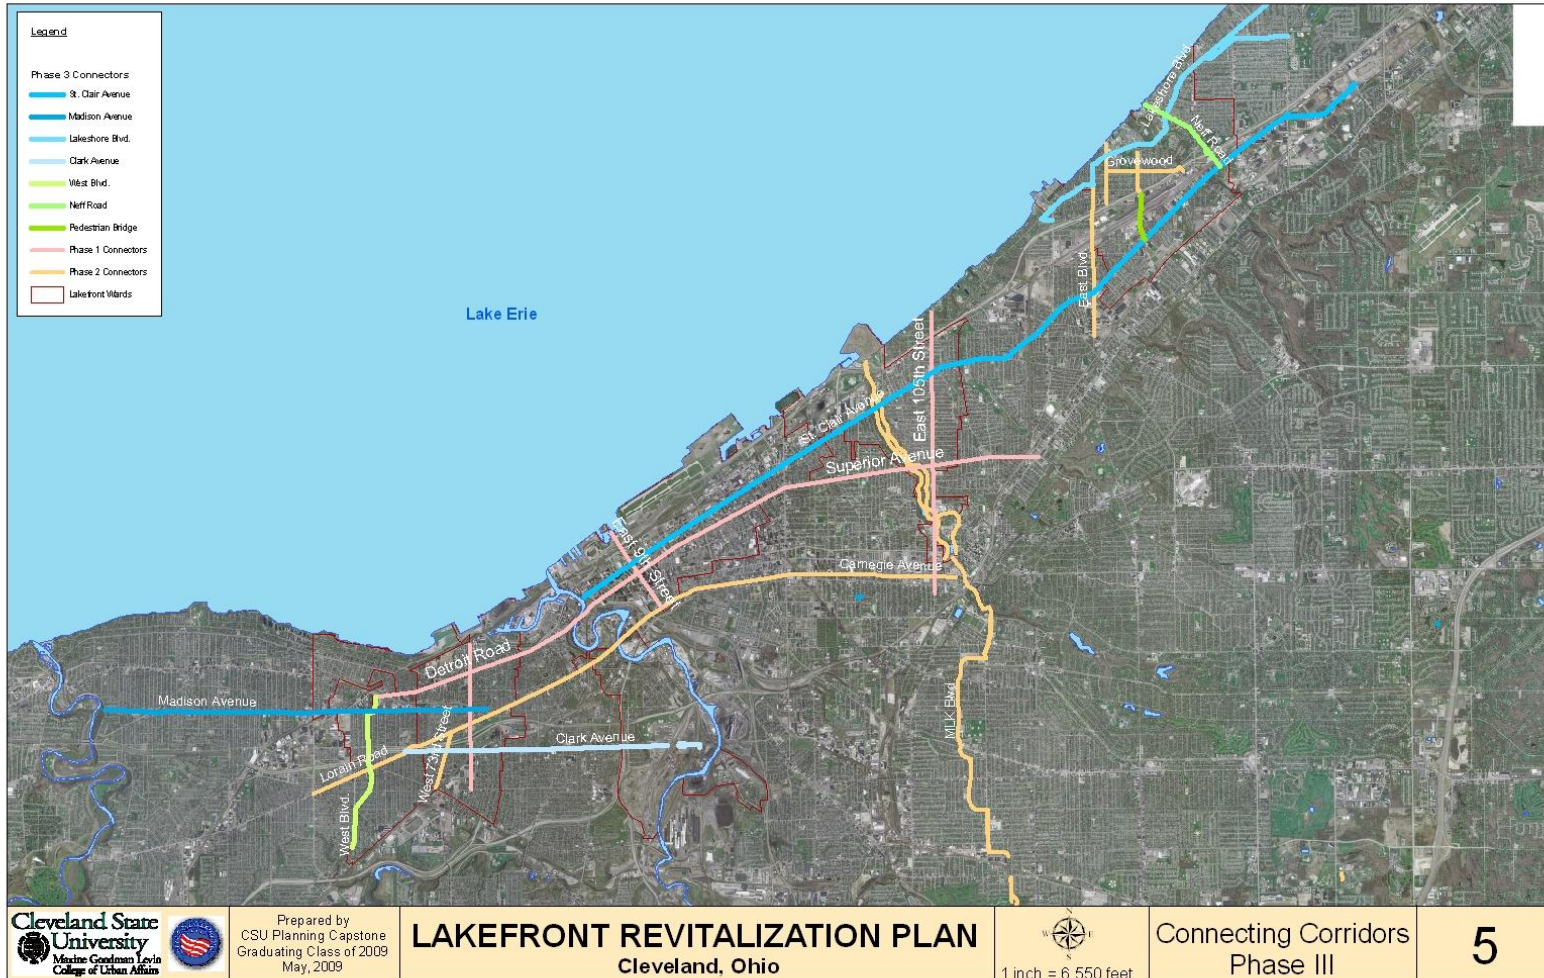 Legend
Phase 3 Connectors
St. Clair Avenue
Madison Avenue
Lakeshore Blvd.
Clark Avenue
West Blvd.
Neff Road
Pedestrian Bridge
Phase 1 Connectors
Phase 2 Connectors
Lakefront Wards
Lake Erie
Lakeshore Blvd.
Neff Road
Grovewood
East Blvd.
East 105th Street
St. Clair Avenue
Superior Avenue
East 9th Street
Carnegie Avenue
Detroit Road
Madison Avenue
West 73rd Street
Clark Avenue
Lorain Road
West Blvd.
MLK Blvd.
Cleveland State
University
Maxine Goodman Levin
College of Urban Affairs
Prepared by
CSU Planning Capstone
Graduating Class of 2009
May, 2009
LAKEFRONT REVITALIZATION PLAN
Cleveland, Ohio
N
W E
S
1 inch = 6,550 feet
Connecting Corridors
Phase III
5